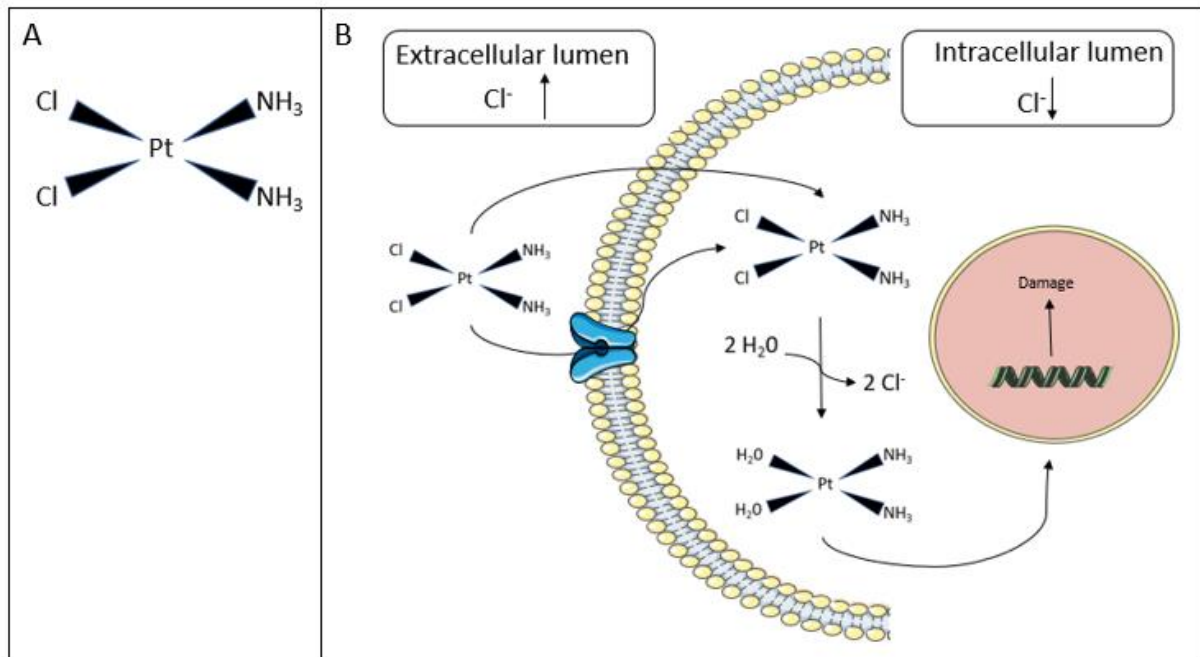 A
Cl
NH₃
Pt
Cl
NH₃
B
Extracellular lumen
Cl⁻ ↑
Intracellular lumen
Cl⁻ ↓
Cl
NH₃
Pt
Cl
NH₃
Cl
NH₃
Pt
Cl
NH₃
2 H₂0
2 Cl⁻
H₂0
NH₃
Pt
H₂0
NH₃
Damage